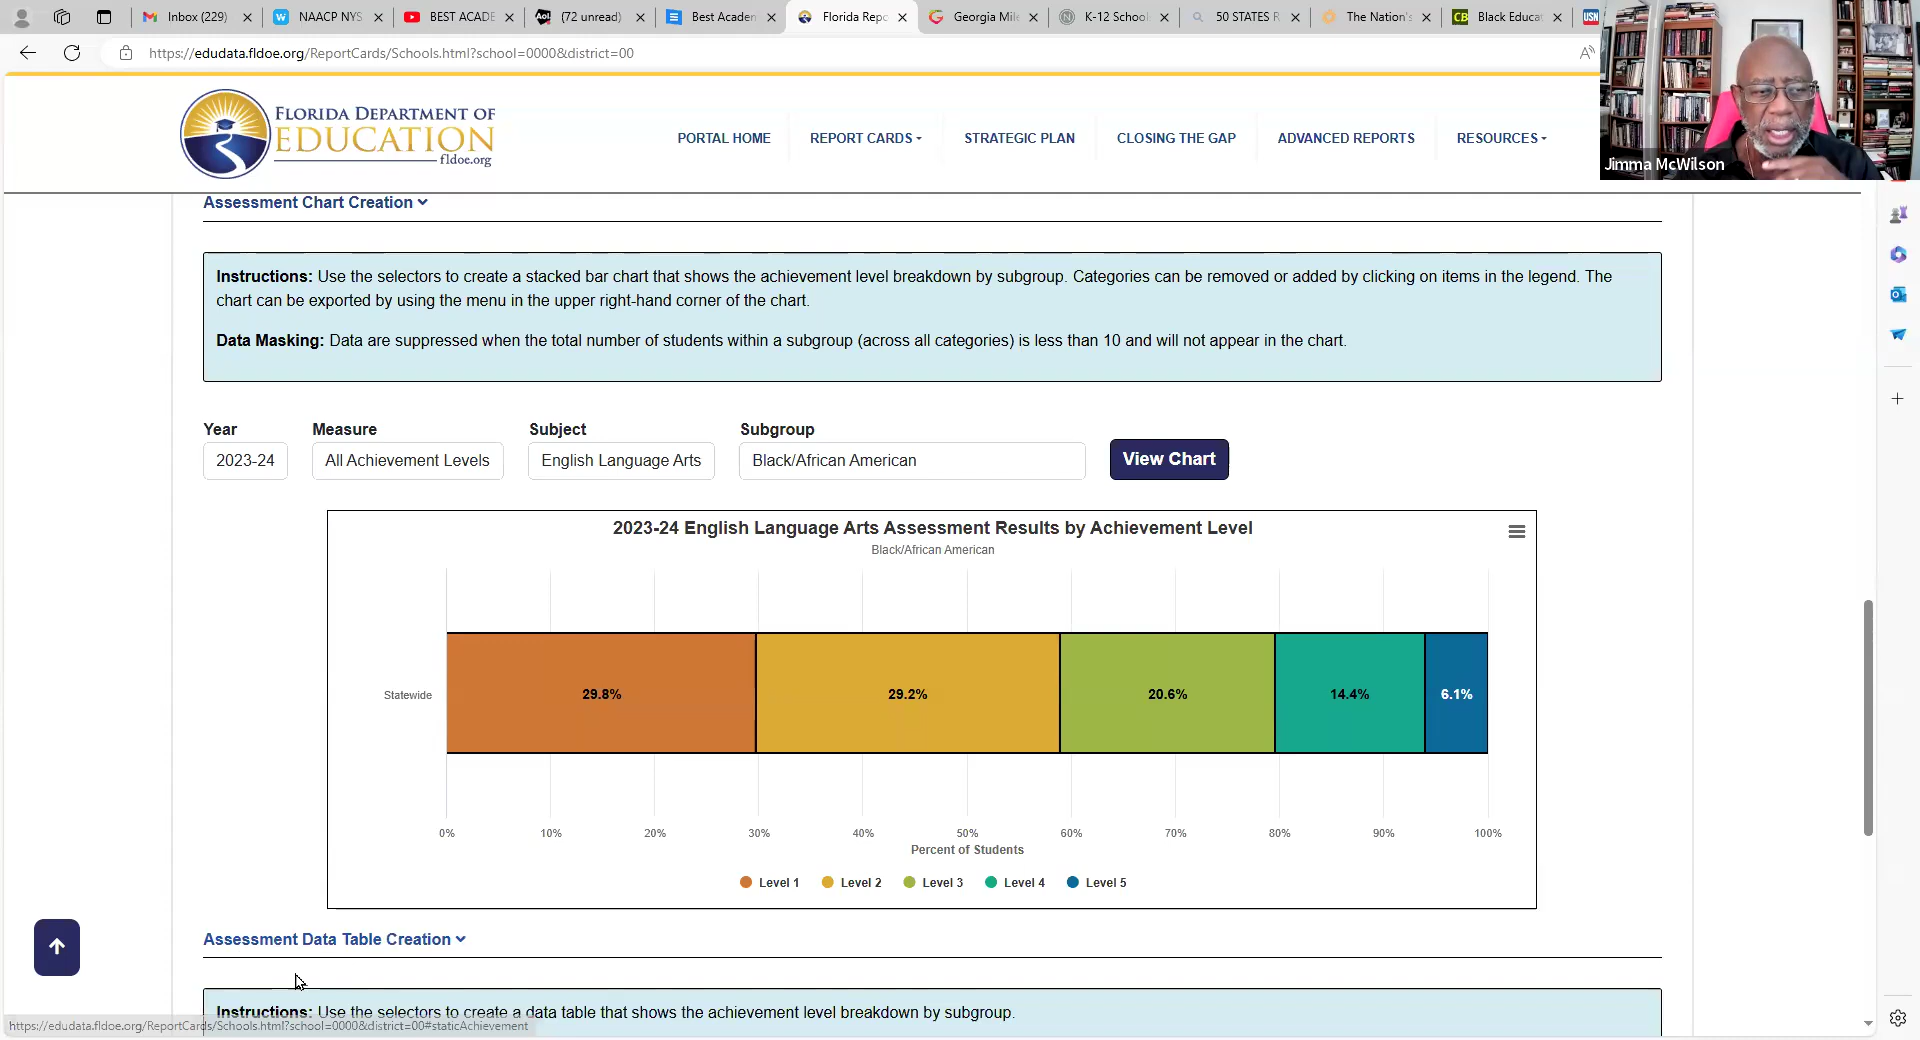 Inbox (229)
NAACP NYS
BEST ACADE
Aol.
(72 unread)
Best Academ
Florida Repo
Georgia Mile
K-12 School
50 STATES R
The Nation's
CB
Black Educat
USN
https://edudata.fldoe.org/ReportCards/Schools.html?school=0000&district=00
FLORIDA DEPARTMENT OF
EDUCATION
fldoe.org
PORTAL HOME
REPORT CARDS
STRATEGIC PLAN
CLOSING THE GAP
ADVANCED REPORTS
RESOURCES
Jimma McWilson
Assessment Chart Creation
Instructions: Use the selectors to create a stacked bar chart that shows the achievement level breakdown by subgroup. Categories can be removed or added by clicking on items in the legend. The
chart can be exported by using the menu in the upper right-hand corner of the chart.
Data Masking: Data are suppressed when the total number of students within a subgroup (across all categories) is less than 10 and will not appear in the chart.
Year Measure Subject Subgroup
2023-24 All Achievement Levels English Language Arts Black/African American View Chart
2023-24 English Language Arts Assessment Results by Achievement Level
Black/African American
Statewide 29.8% 29.2% 20.6% 14.4% 6.1%
0% 10% 20% 30% 40% 50% 60% 70% 80% 90% 100%
Percent of Students
Level 1 Level 2 Level 3 Level 4 Level 5
Assessment Data Table Creation
Instructions: Use the selectors to create a data table that shows the achievement level breakdown by subgroup.
https://edudata.fldoe.org/ReportCards/Schools.html?school=0000&district=00#staticAchievement